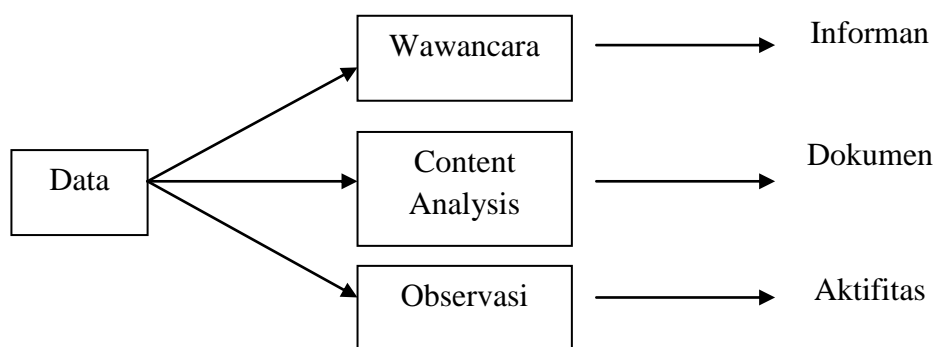 Wawancara
Informan
Data
Content
Analysis
Dokumen
Observasi
Aktifitas